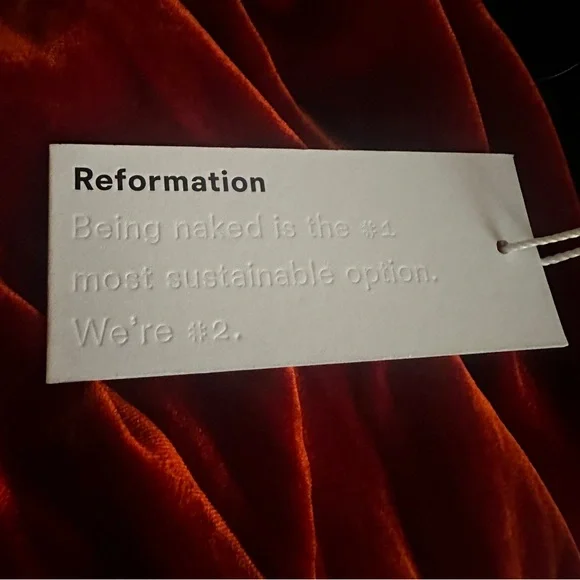 Reformation
Being naked is the #1
most sustainable option.
We're #2.